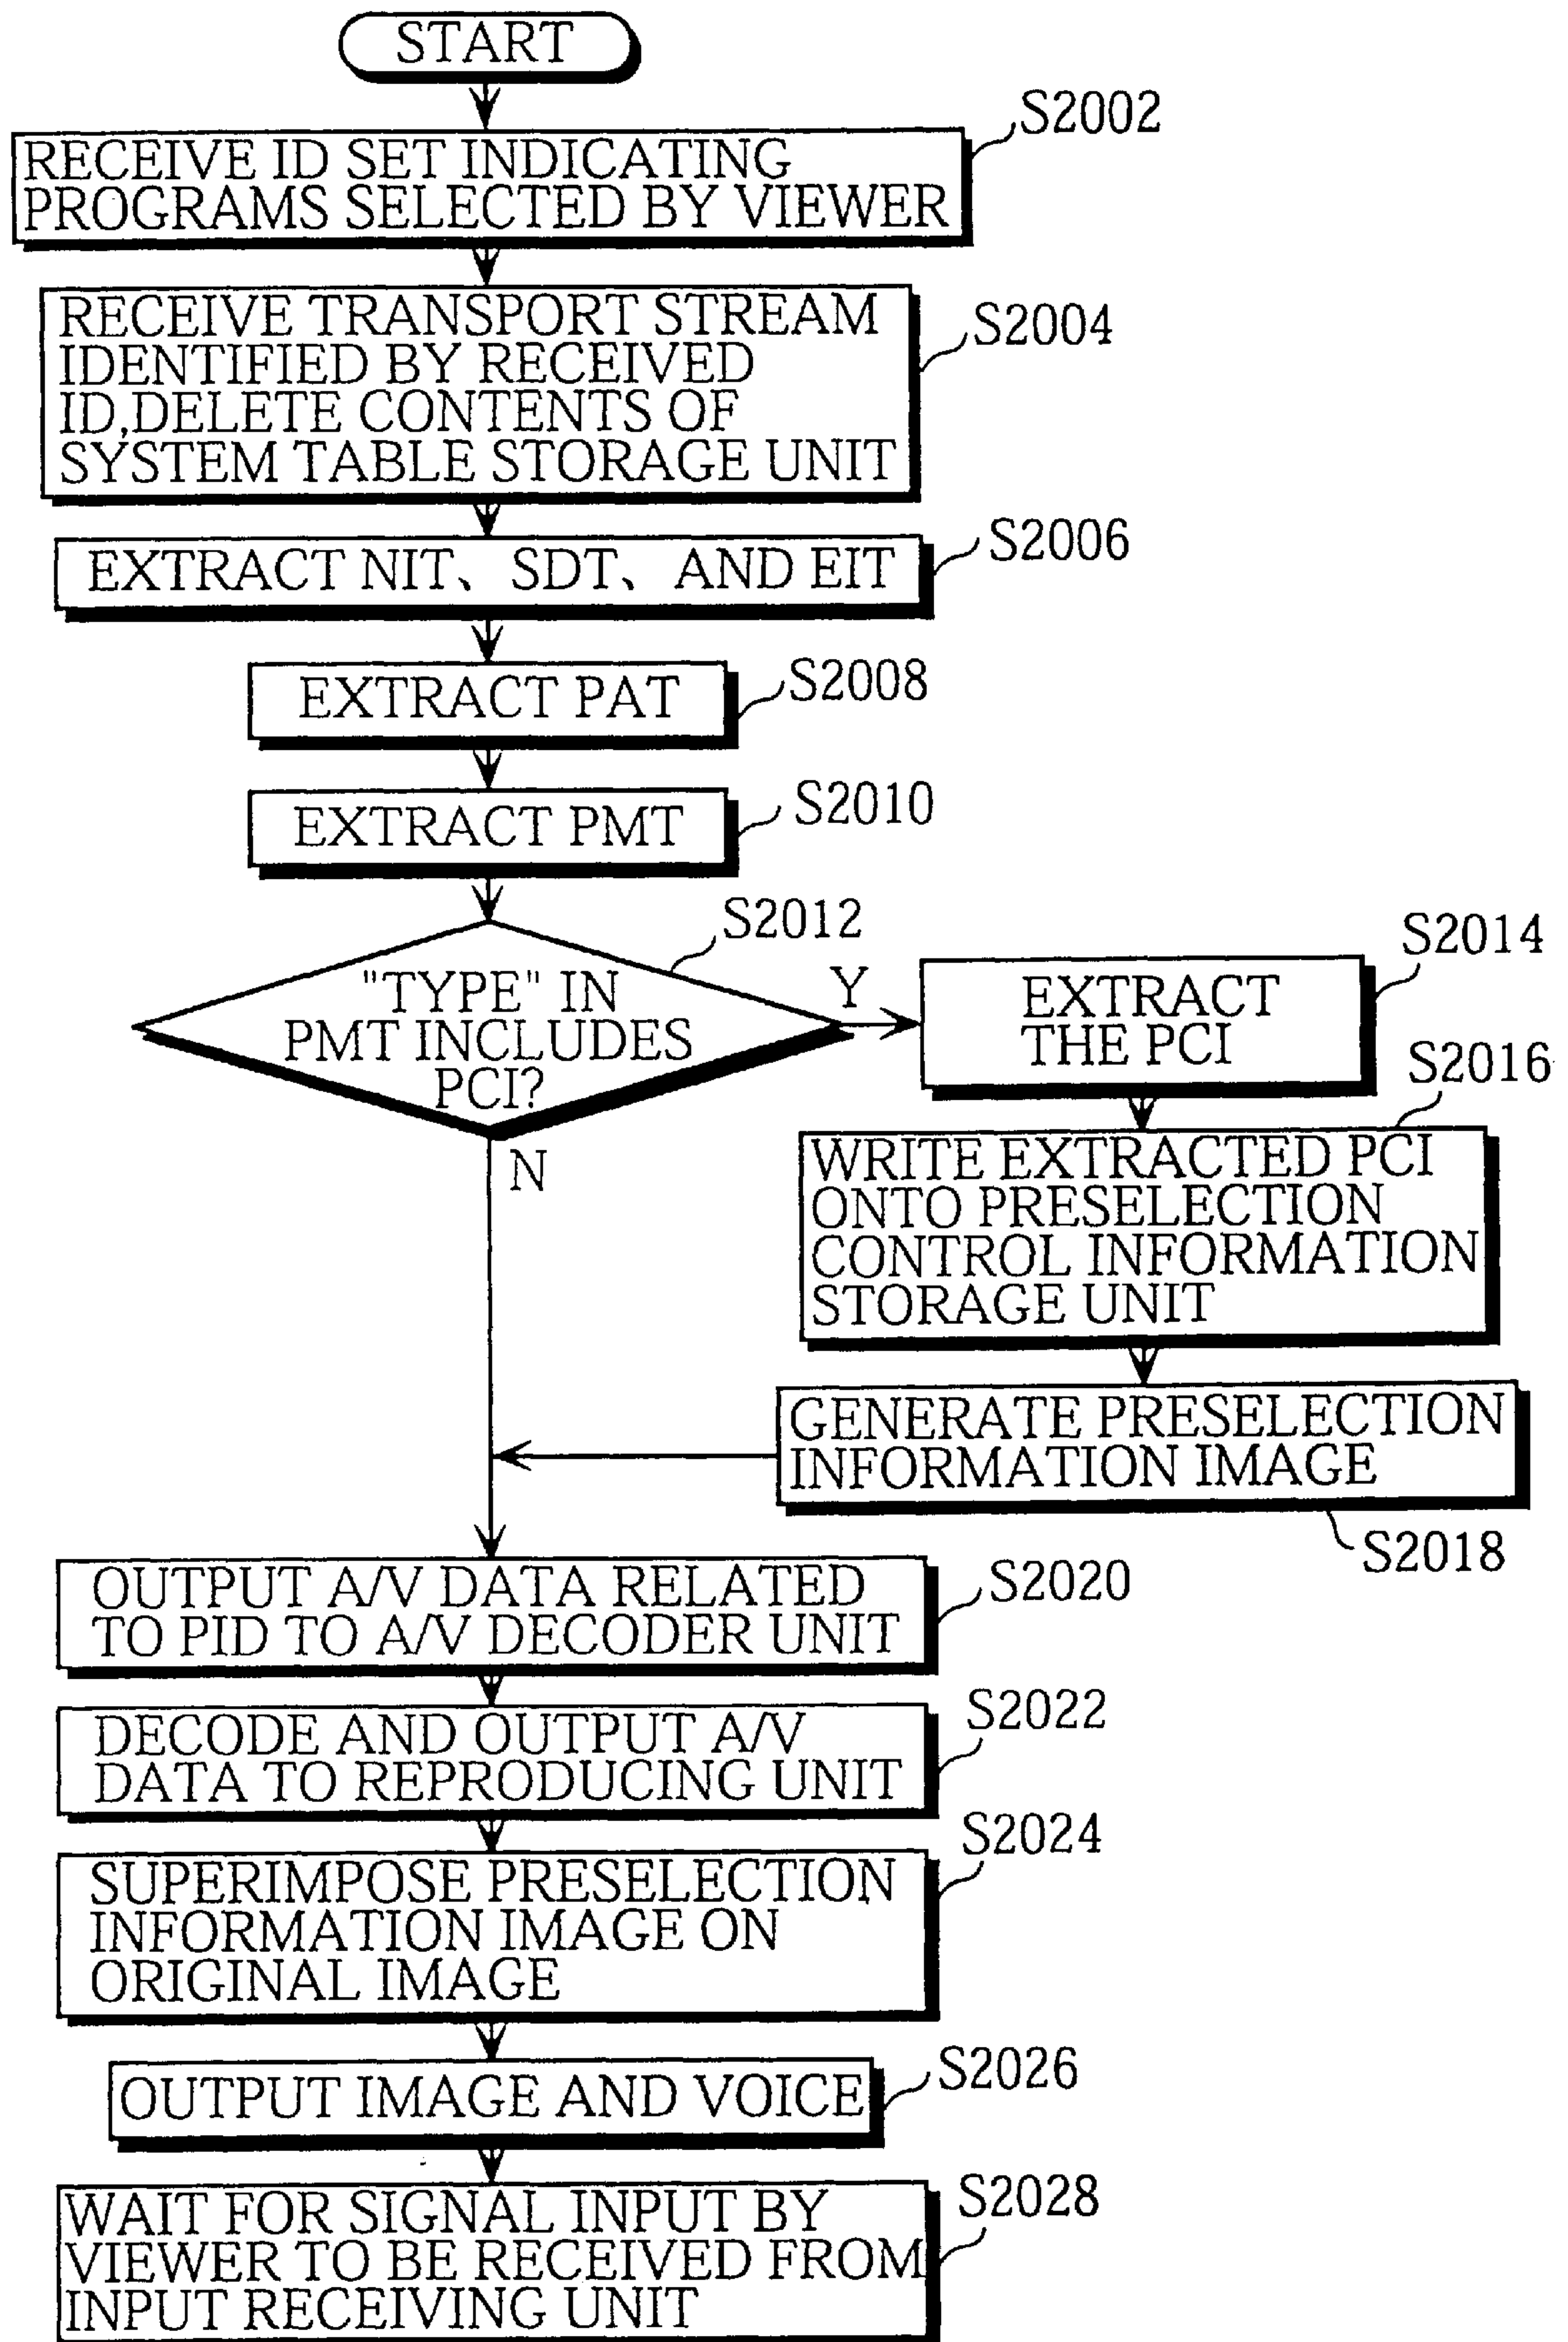 START
S2002
RECEIVE ID SET INDICATING
PROGRAMS SELECTED BY VIEWER
RECEIVE TRANSPORT STREAM
IDENTIFIED BY RECEIVED
ID,DELETE CONTENTS OF
SYSTEM TABLE STORAGE UNIT
S2004
EXTRACT NIT、SDT、AND EIT
S2006
EXTRACT PAT
S2008
EXTRACT PMT
S2010
S2012
"TYPE" IN
PMT INCLUDES
PCI?
Y
N
S2014
EXTRACT
THE PCI
S2016
WRITE EXTRACTED PCI
ONTO PRESELECTION
CONTROL INFORMATION
STORAGE UNIT
GENERATE PRESELECTION
INFORMATION IMAGE
S2018
OUTPUT A/V DATA RELATED
TO PID TO A/V DECODER UNIT
S2020
DECODE AND OUTPUT A/V
DATA TO REPRODUCING UNIT
S2022
SUPERIMPOSE PRESELECTION
INFORMATION IMAGE ON
ORIGINAL IMAGE
S2024
OUTPUT IMAGE AND VOICE
S2026
WAIT FOR SIGNAL INPUT BY
VIEWER TO BE RECEIVED FROM
INPUT RECEIVING UNIT
S2028